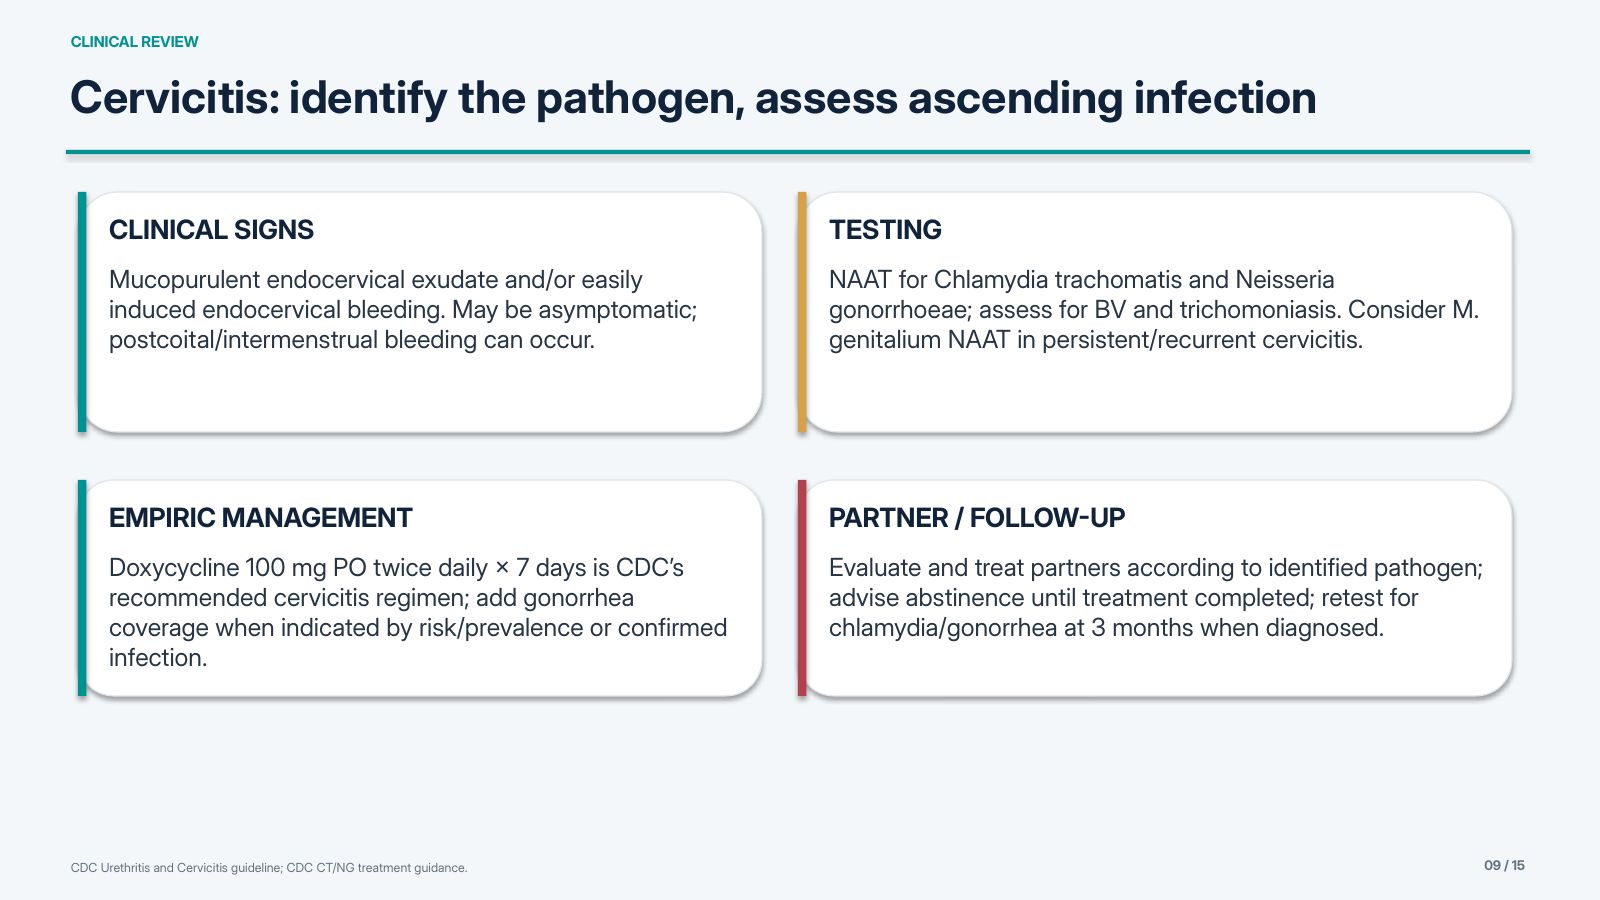 CLINICAL REVIEW
Cervicitis: identify the pathogen, assess ascending infection
CLINICAL SIGNS
Mucopurulent endocervical exudate and/or easily
induced endocervical bleeding. May be asymptomatic;
postcoital/intermenstrual bleeding can occur.
TESTING
NAAT for Chlamydia trachomatis and Neisseria
gonorrhoeae; assess for BV and trichomoniasis. Consider M.
genitalium NAAT in persistent/recurrent cervicitis.
EMPIRIC MANAGEMENT
Doxycycline 100 mg PO twice daily × 7 days is CDC’s
recommended cervicitis regimen; add gonorrhea
coverage when indicated by risk/prevalence or confirmed
infection.
PARTNER / FOLLOW-UP
Evaluate and treat partners according to identified pathogen;
advise abstinence until treatment completed; retest for
chlamydia/gonorrhea at 3 months when diagnosed.
CDC Urethritis and Cervicitis guideline; CDC CT/NG treatment guidance.
09 / 15